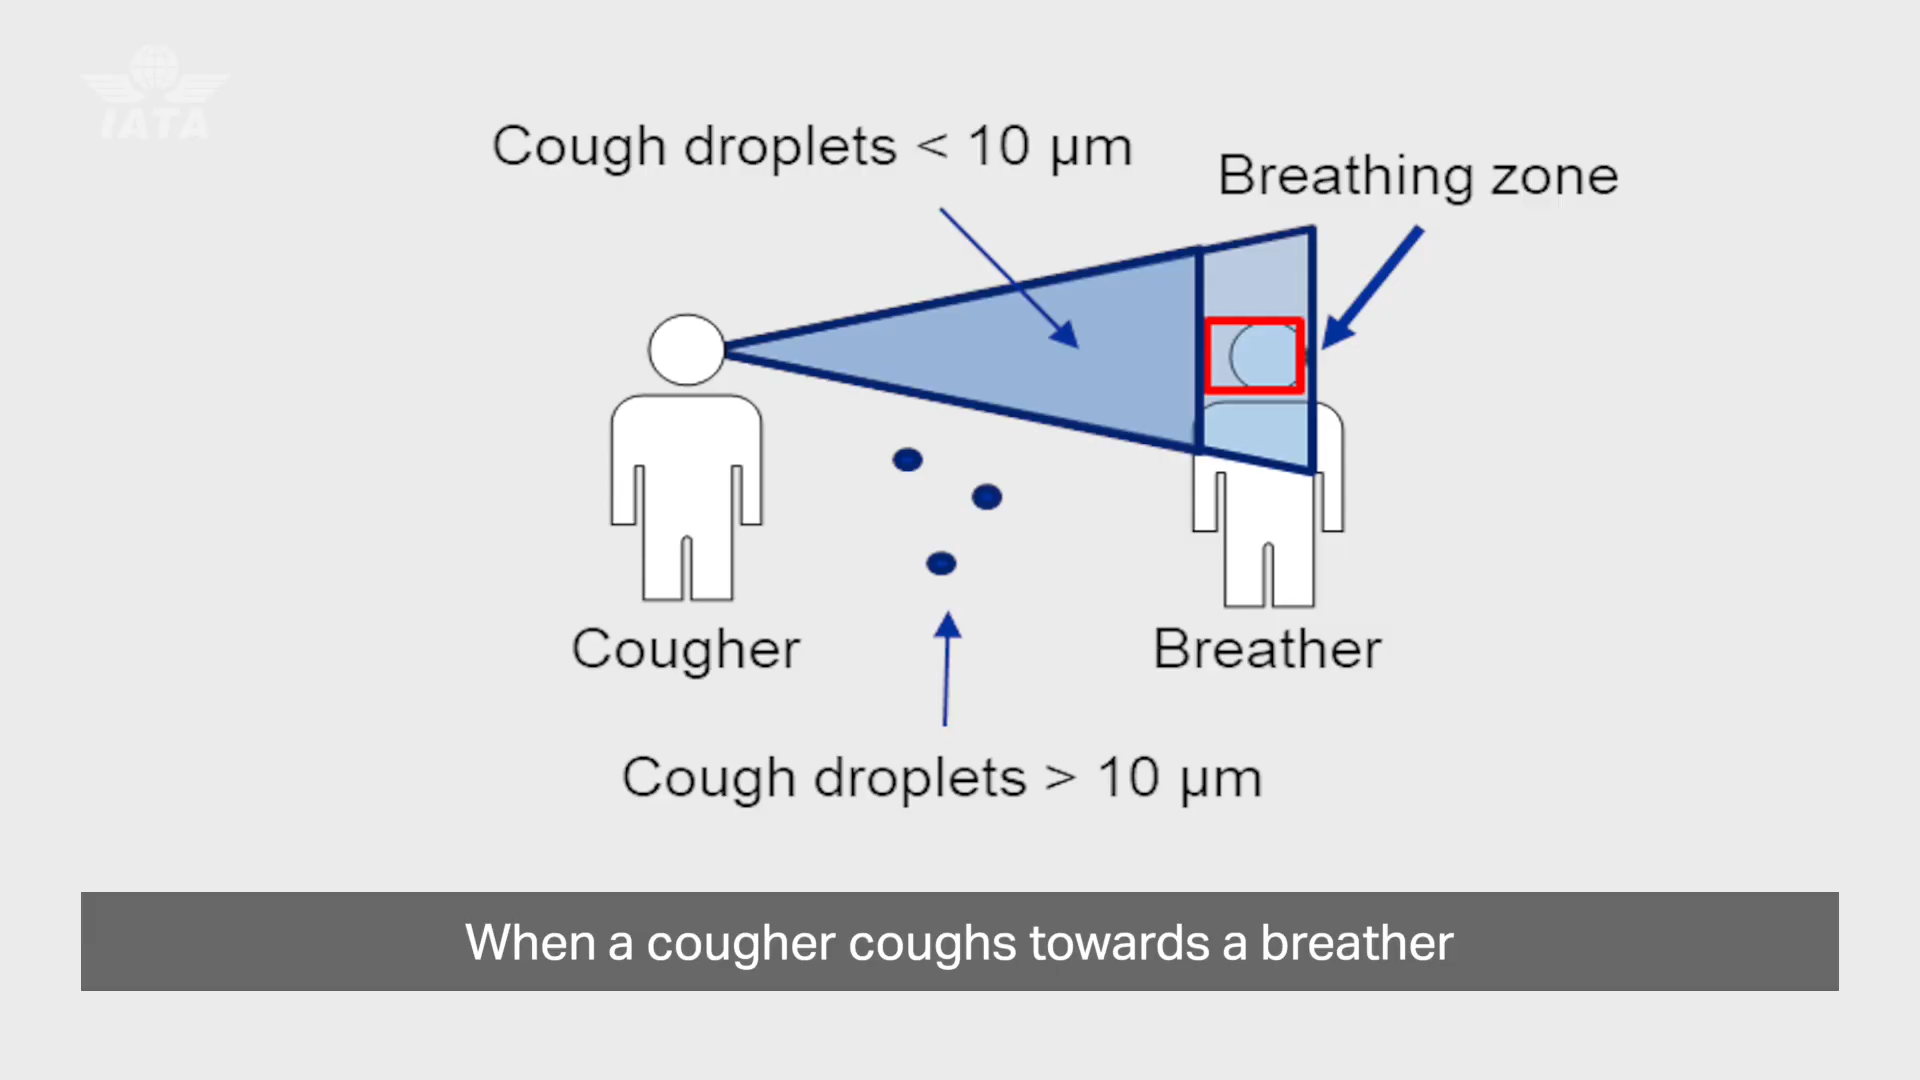 IATA
Cough droplets < 10 µm
Breathing zone
Cougher
Breather
Cough droplets > 10 µm
When a cougher coughs towards a breather